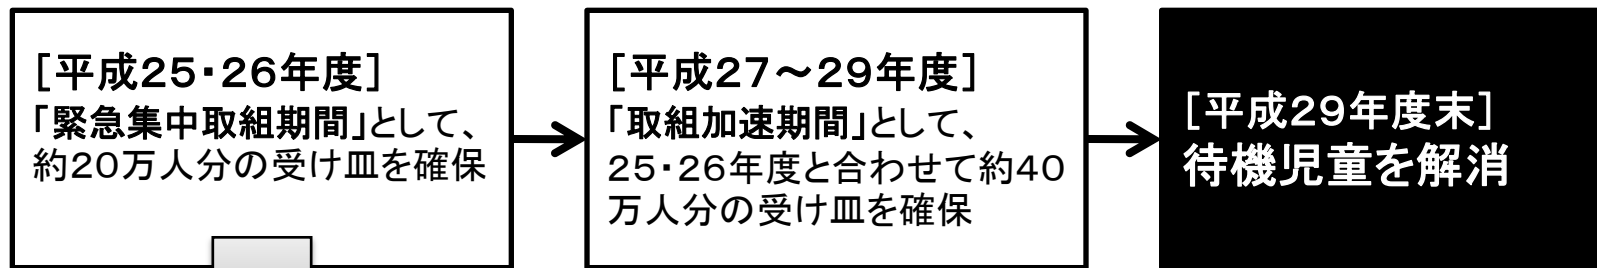 [平成25・26年度]
「緊急集中取組期間」として、
約20万人分の受け皿を確保
[平成27～29年度]
「取組加速期間」として、
25・26年度と合わせて約40
万人分の受け皿を確保
[平成29年度末]
待機児童を解消